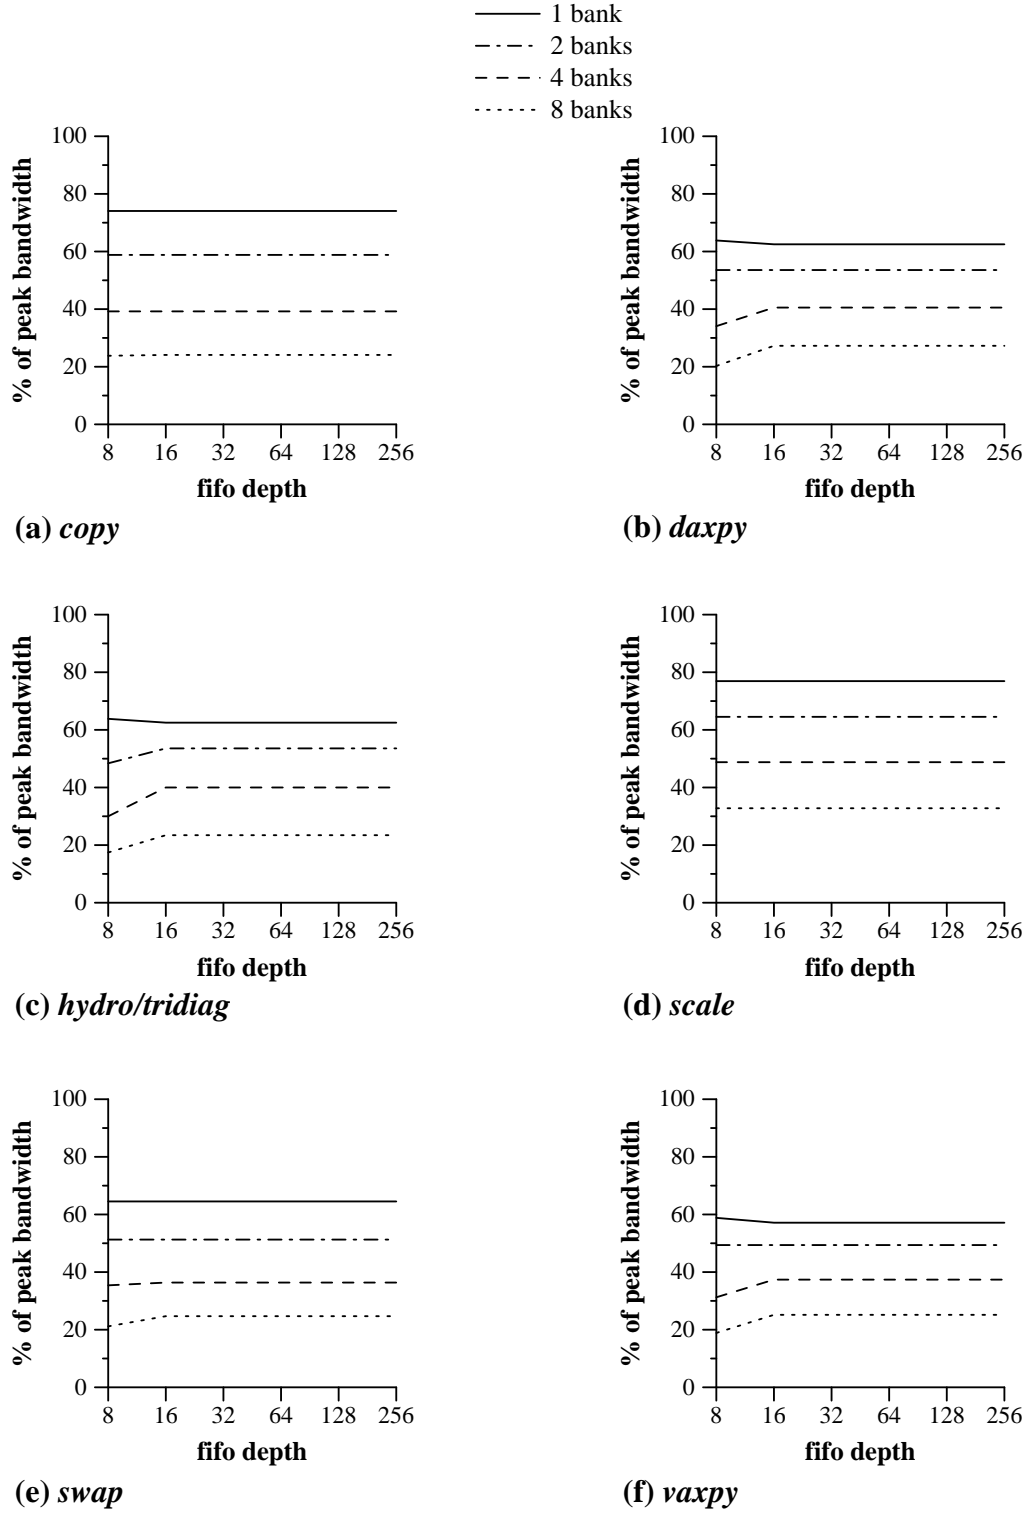 1 bank
2 banks
4 banks
8 banks
% of peak bandwidth
100
80
60
40
20
0
8 16 32 64 128 256
fifo depth
(a) copy
% of peak bandwidth
100
80
60
40
20
0
8 16 32 64 128 256
fifo depth
(b) daxpy
% of peak bandwidth
100
80
60
40
20
0
8 16 32 64 128 256
fifo depth
(c) hydro/tridiag
% of peak bandwidth
100
80
60
40
20
0
8 16 32 64 128 256
fifo depth
(d) scale
% of peak bandwidth
100
80
60
40
20
0
8 16 32 64 128 256
fifo depth
(e) swap
% of peak bandwidth
100
80
60
40
20
0
8 16 32 64 128 256
fifo depth
(f) vaxpy